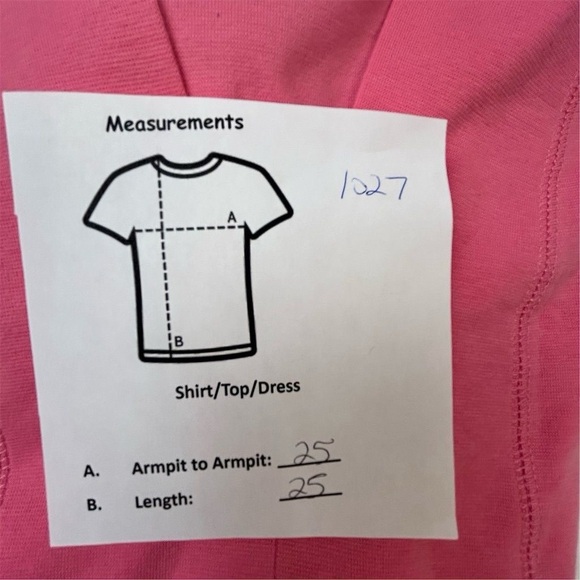 Measurements
1027
A
B
Shirt/Top/Dress
A. Armpit to Armpit: 25
B. Length: 25